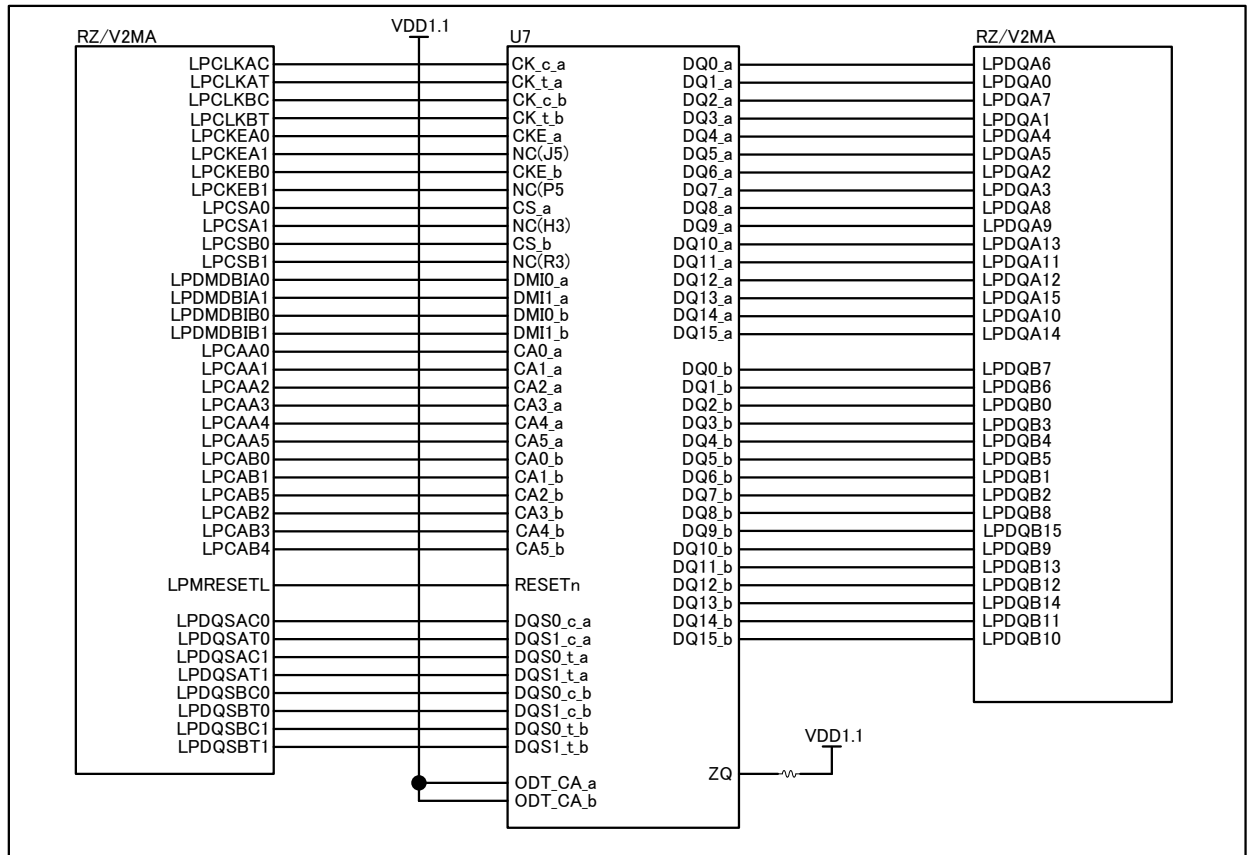 VDD1.1
RZ/V2MA U7 RZ/V2MA
LPCLKAC CK_c_a DQ0_a LPDQA6
LPCLKAT CK_t_a DQ1_a LPDQA0
LPCLKBC CK_c_b DQ2_a LPDQA7
LPCLKBT CK_t_b DQ3_a LPDQA1
LPCKEA0 CKE_a DQ4_a LPDQA4
LPCKEA1 NC(J5) DQ5_a LPDQA5
LPCKEB0 CKE_b DQ6_a LPDQA2
LPCKEB1 NC(P5 DQ7_a LPDQA3
LPCSA0 CS_a DQ8_a LPDQA8
LPCSA1 NC(H3) DQ9_a LPDQA9
LPCSB0 CS_b DQ10_a LPDQA13
LPCSB1 NC(R3) DQ11_a LPDQA11
LPDMDBIA0 DMI0_a DQ12_a LPDQA12
LPDMDBIA1 DMI1_a DQ13_a LPDQA15
LPDMDBIB0 DMI0_b DQ14_a LPDQA10
LPDMDBIB1 DMI1_b DQ15_a LPDQA14
LPCAA0 CA0_a
LPCAA1 CA1_a DQ0_b LPDQB7
LPCAA2 CA2_a DQ1_b LPDQB6
LPCAA3 CA3_a DQ2_b LPDQB0
LPCAA4 CA4_a DQ3_b LPDQB3
LPCAA5 CA5_a DQ4_b LPDQB4
LPCAB0 CA0_b DQ5_b LPDQB5
LPCAB1 CA1_b DQ6_b LPDQB1
LPCAB5 CA2_b DQ7_b LPDQB2
LPCAB2 CA3_b DQ8_b LPDQB8
LPCAB3 CA4_b DQ9_b LPDQB15
LPCAB4 CA5_b DQ10_b LPDQB9
DQ11_b LPDQB13
LPMRESETL RESETn DQ12_b LPDQB12
DQ13_b LPDQB14
LPDQSAC0 DQS0_c_a DQ14_b LPDQB11
LPDQSAT0 DQS1_c_a DQ15_b LPDQB10
LPDQSAC1 DQS0_t_a
LPDQSAT1 DQS1_t_a
LPDQSBC0 DQS0_c_b
LPDQSBT0 DQS1_c_b
LPDQSBC1 DQS0_t_b
LPDQSBT1 DQS1_t_b
VDD1.1
ZQ
ODT_CA_a
ODT_CA_b